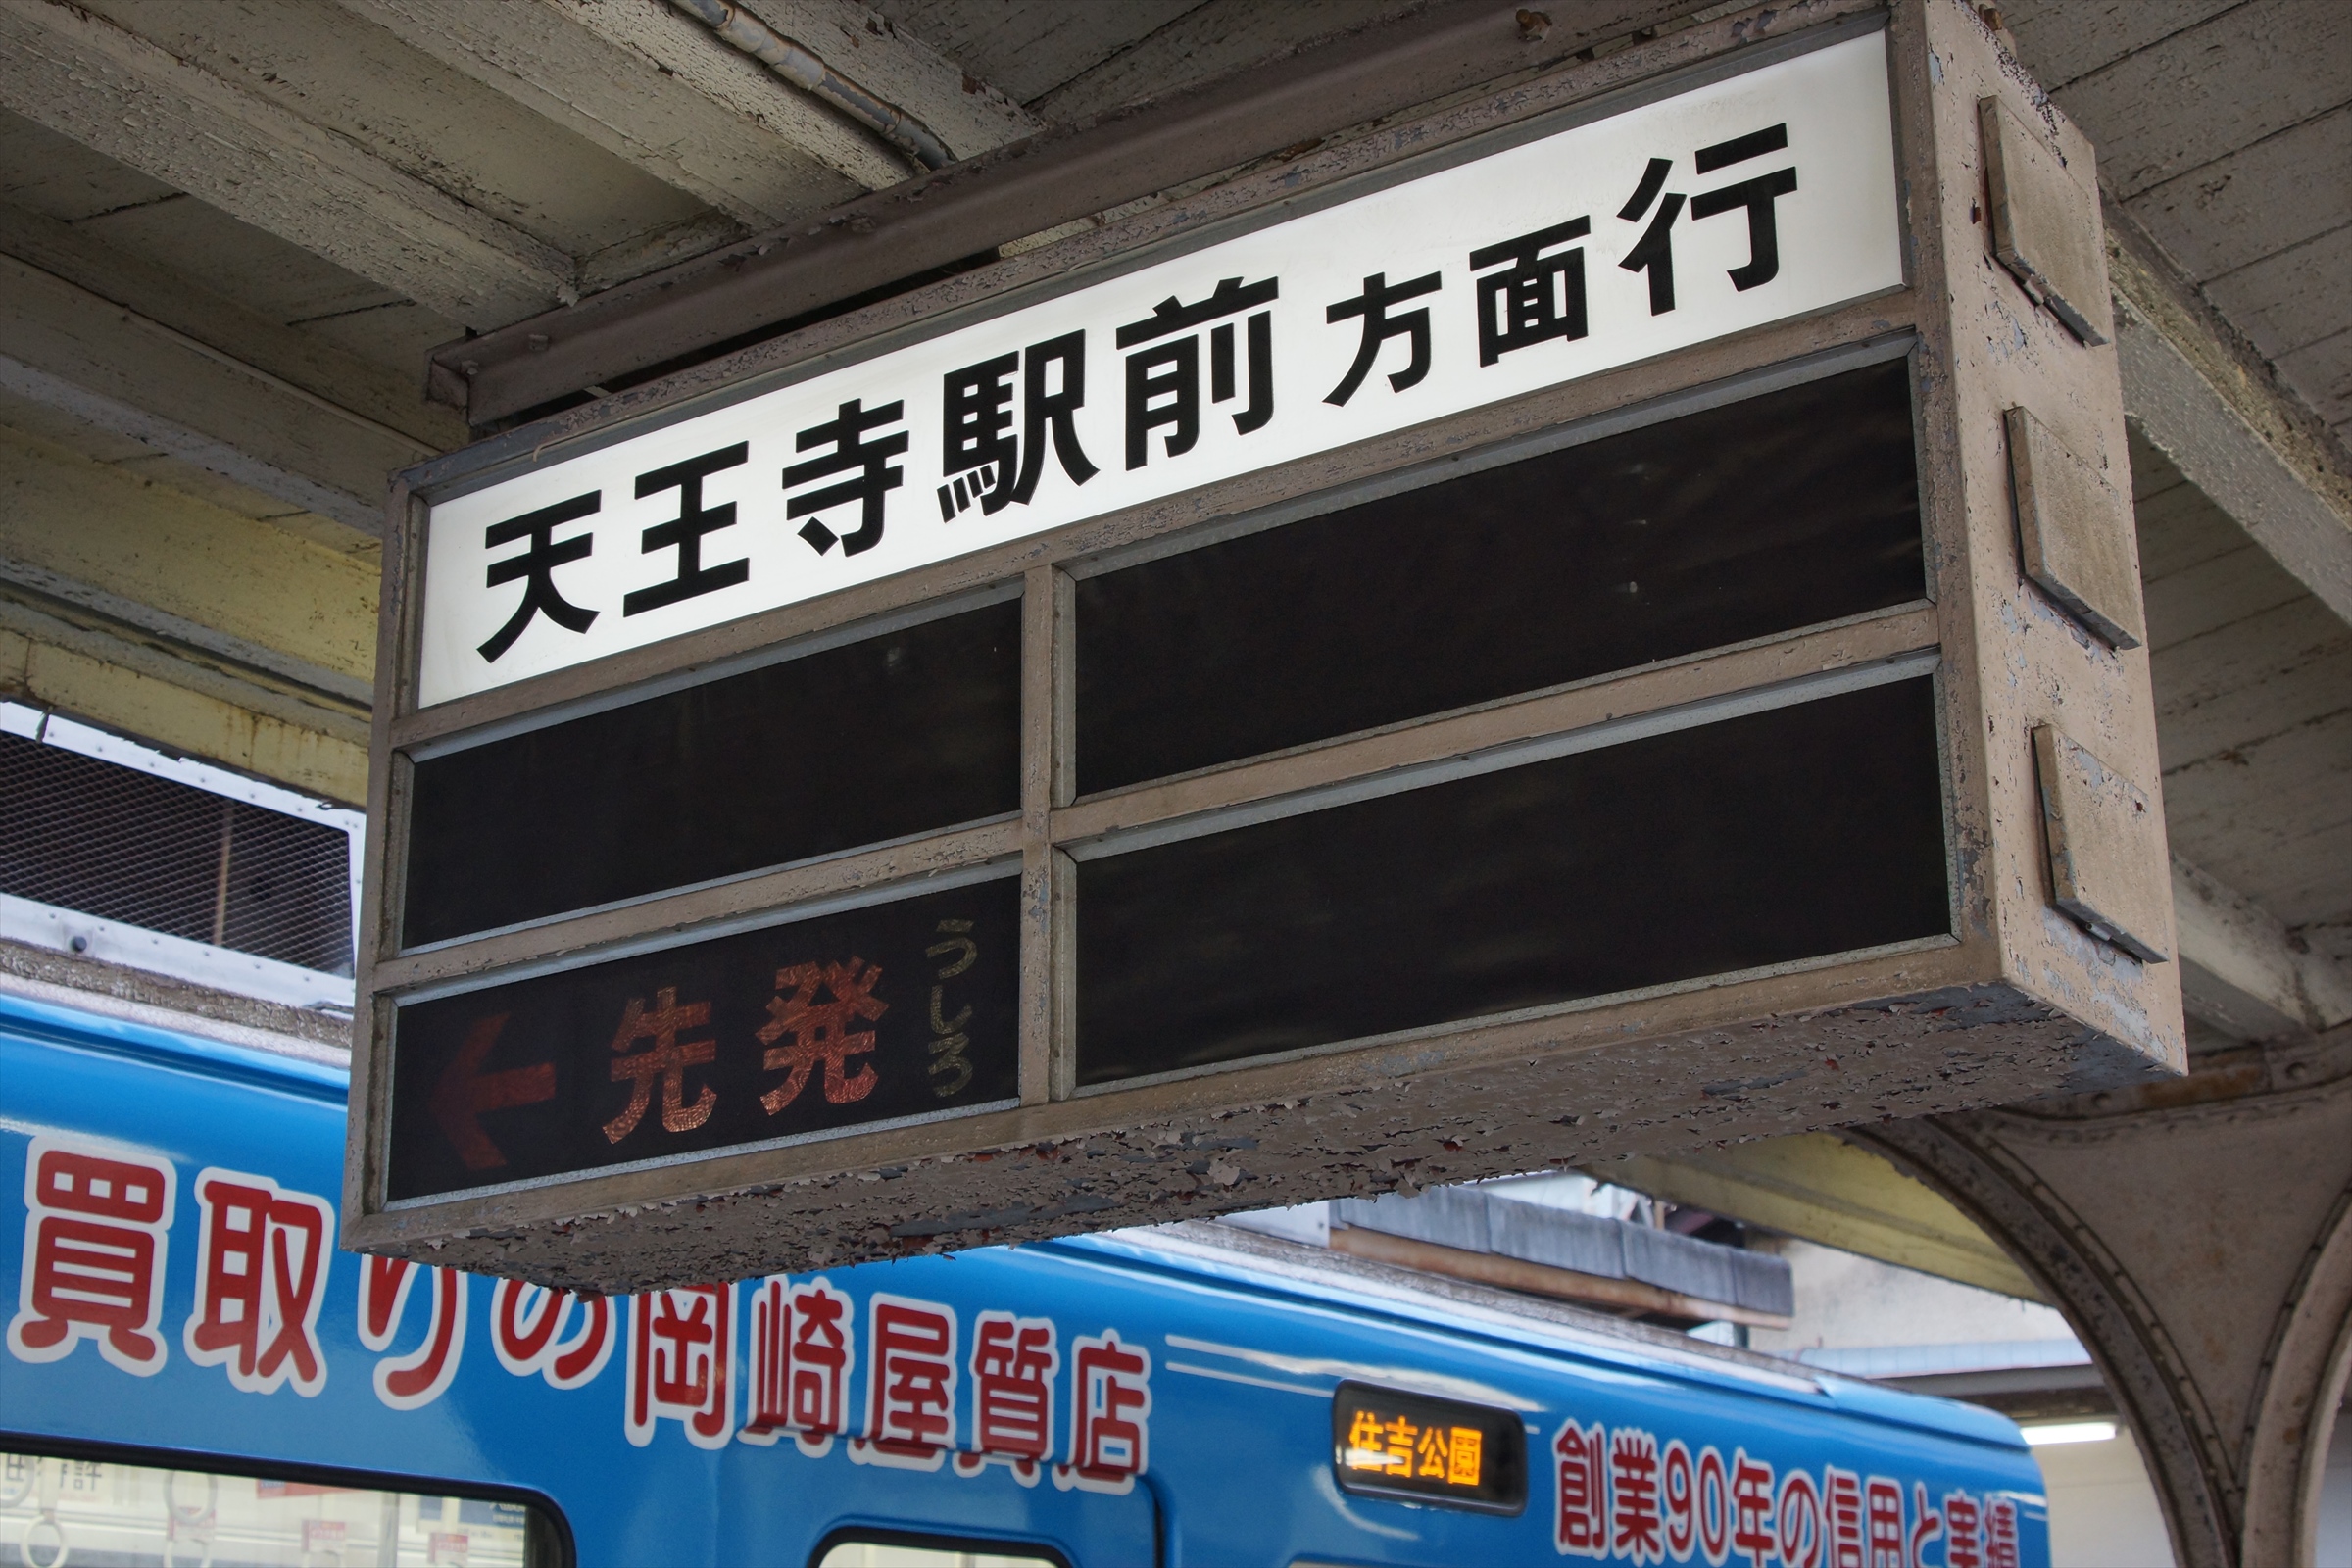 天王寺駅前方面行
← 先発 うしろ
買取りの岡崎屋質店
住吉公園
創業90年の信用と実績